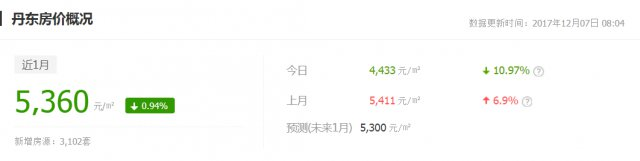 丹东房价概况
数据更新时间：2017年12月07日 08:04
近1月
5,360 元/㎡ 0.94%
新增房源：3,102套
今日 4,433 元/㎡ 10.97% ?
上月 5,411 元/㎡ 6.9% ?
预测(未来1月) 5,300 元/㎡